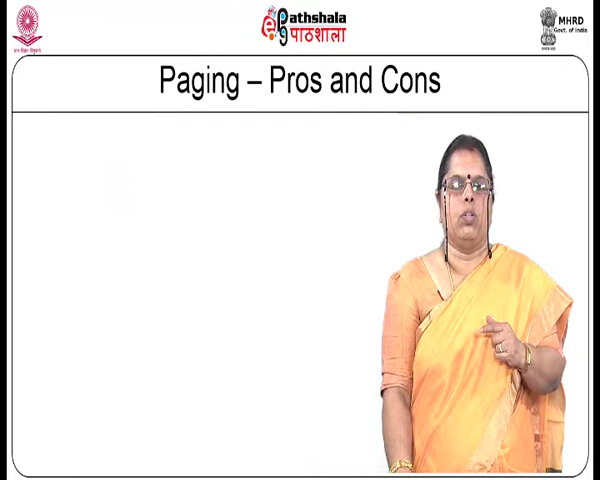 ePathshala
पाठशाला
MHRD
Govt. of India
Paging – Pros and Cons